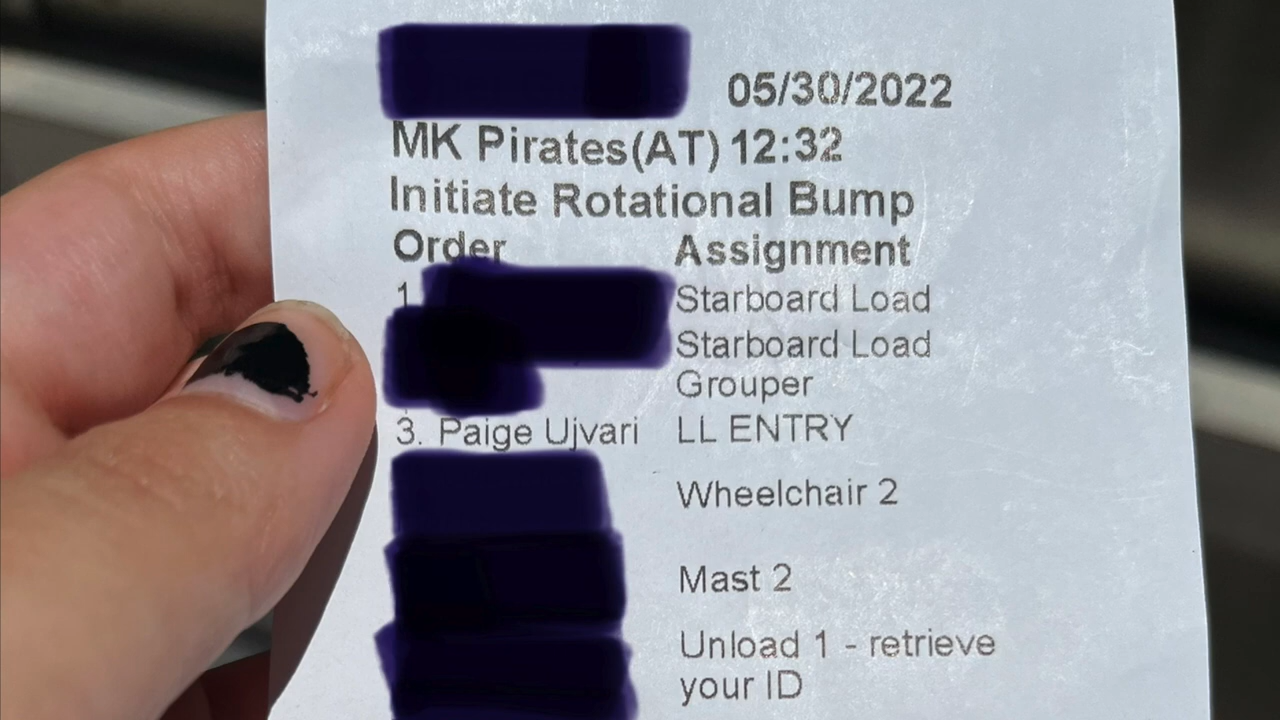 05/30/2022
MK Pirates(AT) 12:32
Initiate Rotational Bump
Order Assignment
1 Starboard Load
Starboard Load
Grouper
3. Paige Ujvari LL ENTRY
Wheelchair 2
Mast 2
Unload 1 - retrieve
your ID